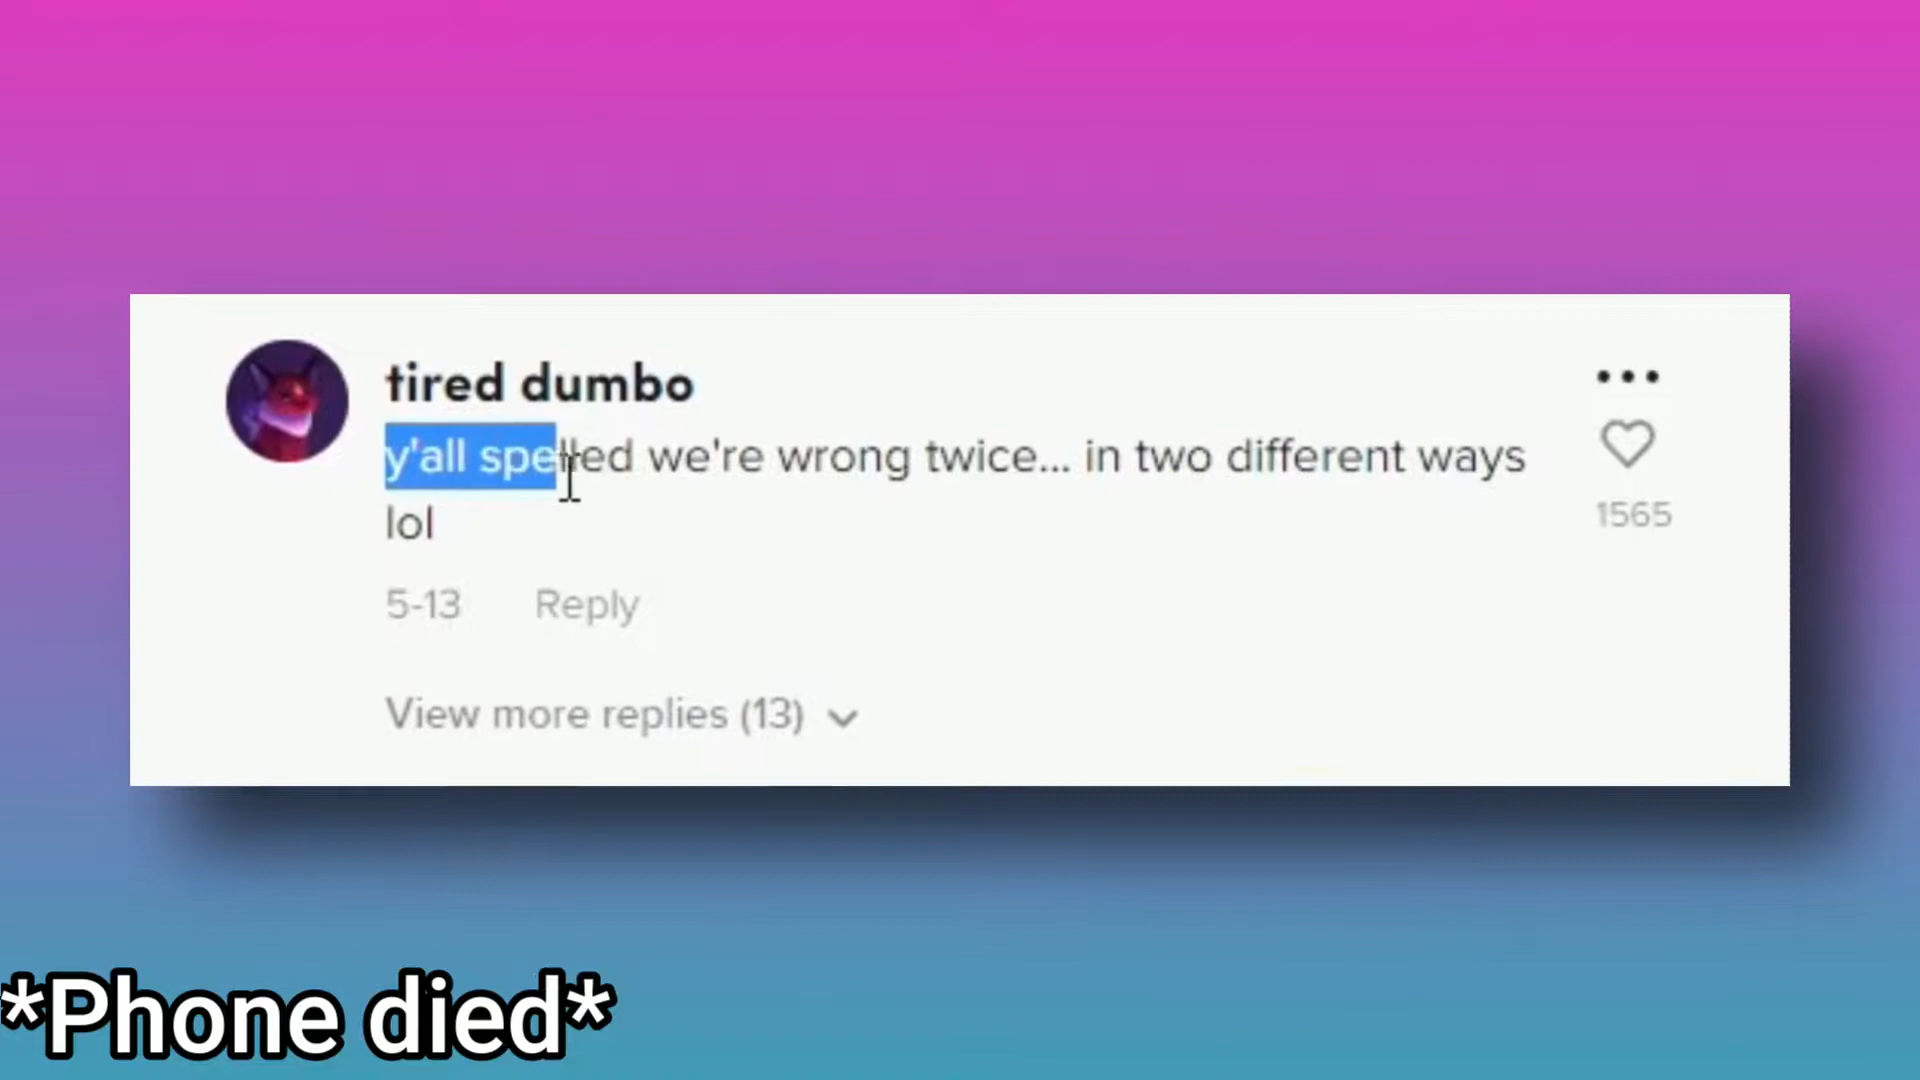 tired dumbo
y'all spelled we're wrong twice... in two different ways
lol
1565
5-13 Reply
View more replies (13)
*Phone died*